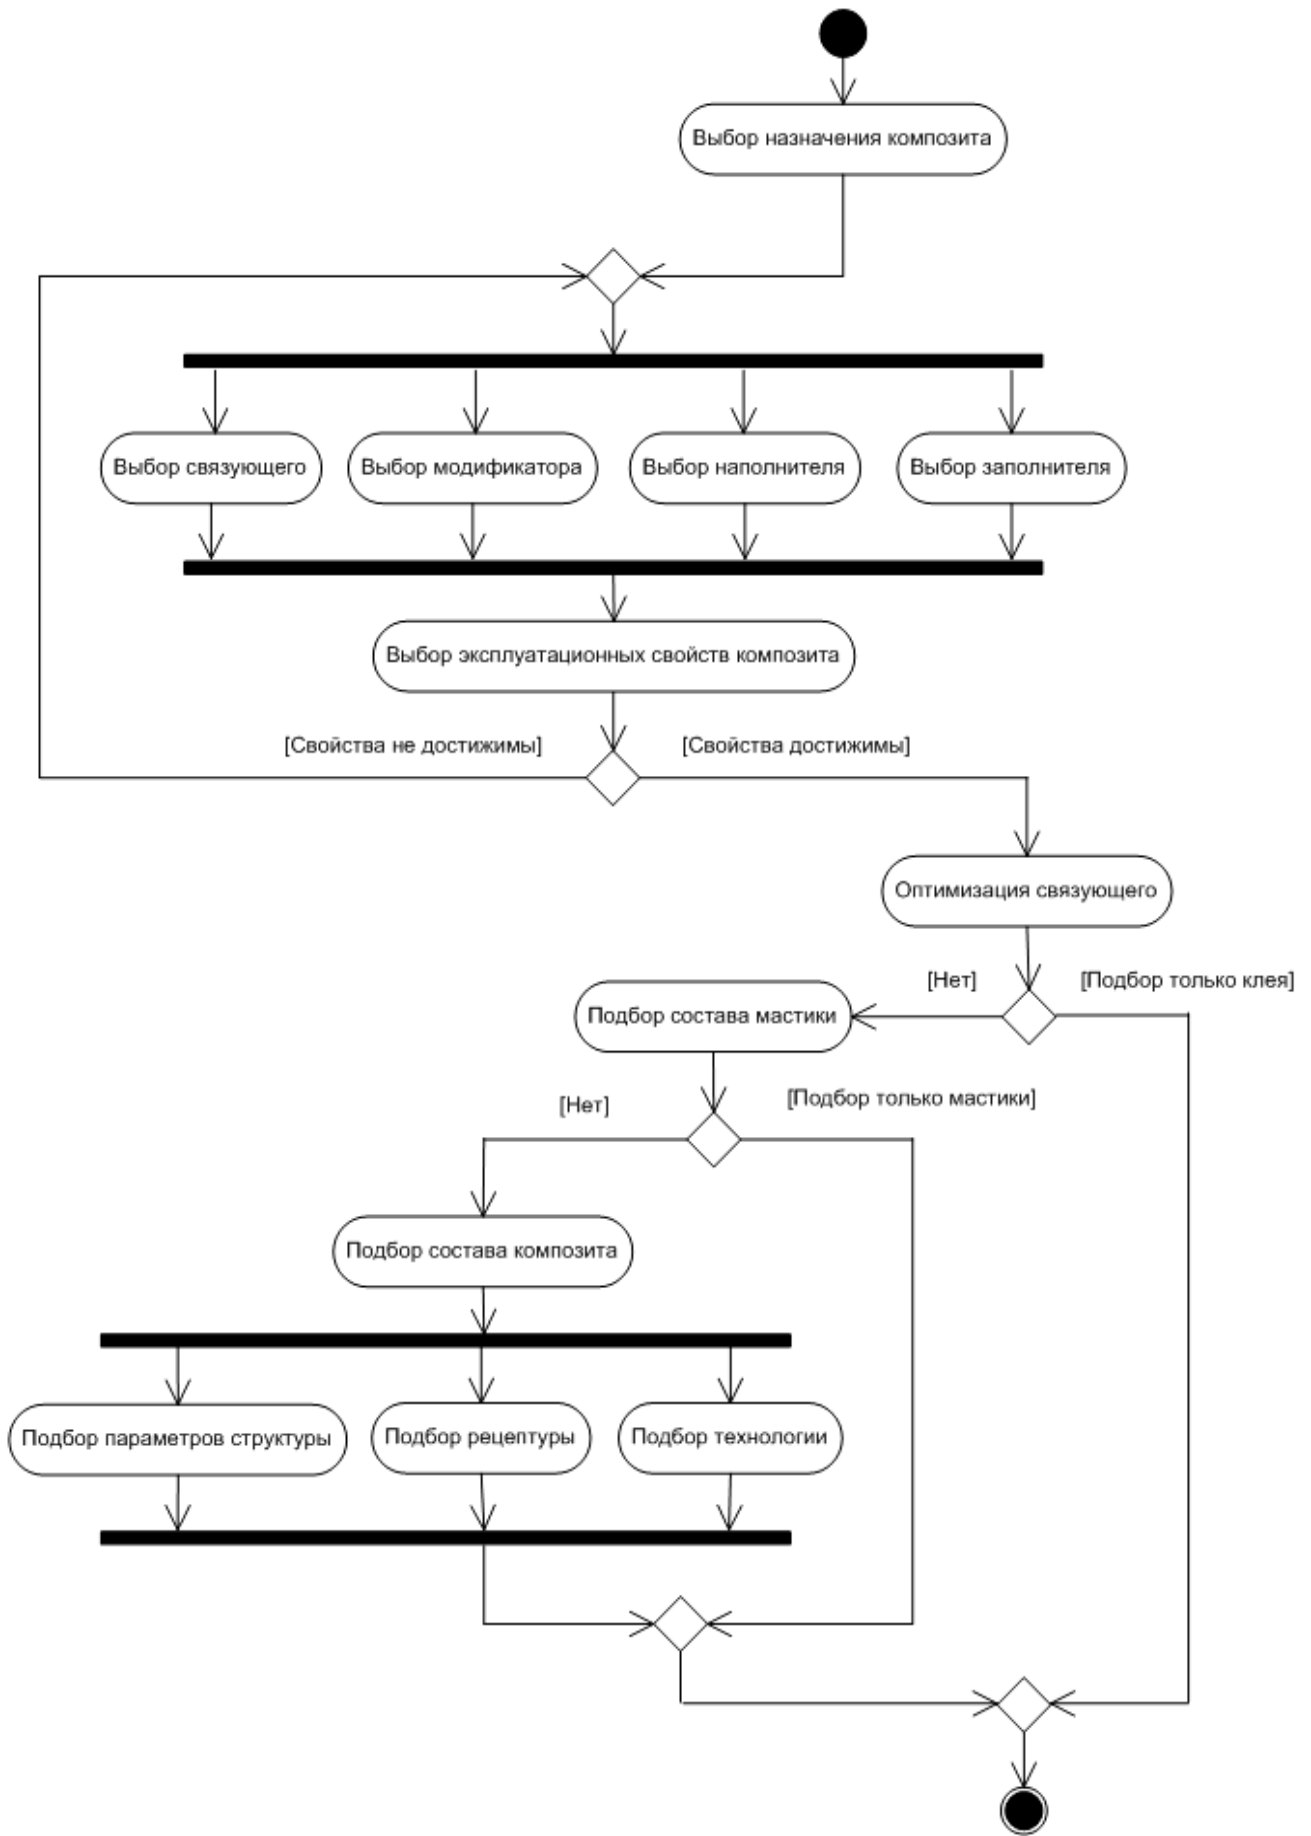 Выбор назначения композита
Выбор связующего
Выбор модификатора
Выбор наполнителя
Выбор заполнителя
Выбор эксплуатационных свойств композита
[Свойства не достижимы]
[Свойства достижимы]
Оптимизация связующего
[Нет]
[Подбор только клея]
Подбор состава мастики
[Нет]
[Подбор только мастики]
Подбор состава композита
Подбор параметров структуры
Подбор рецептуры
Подбор технологии